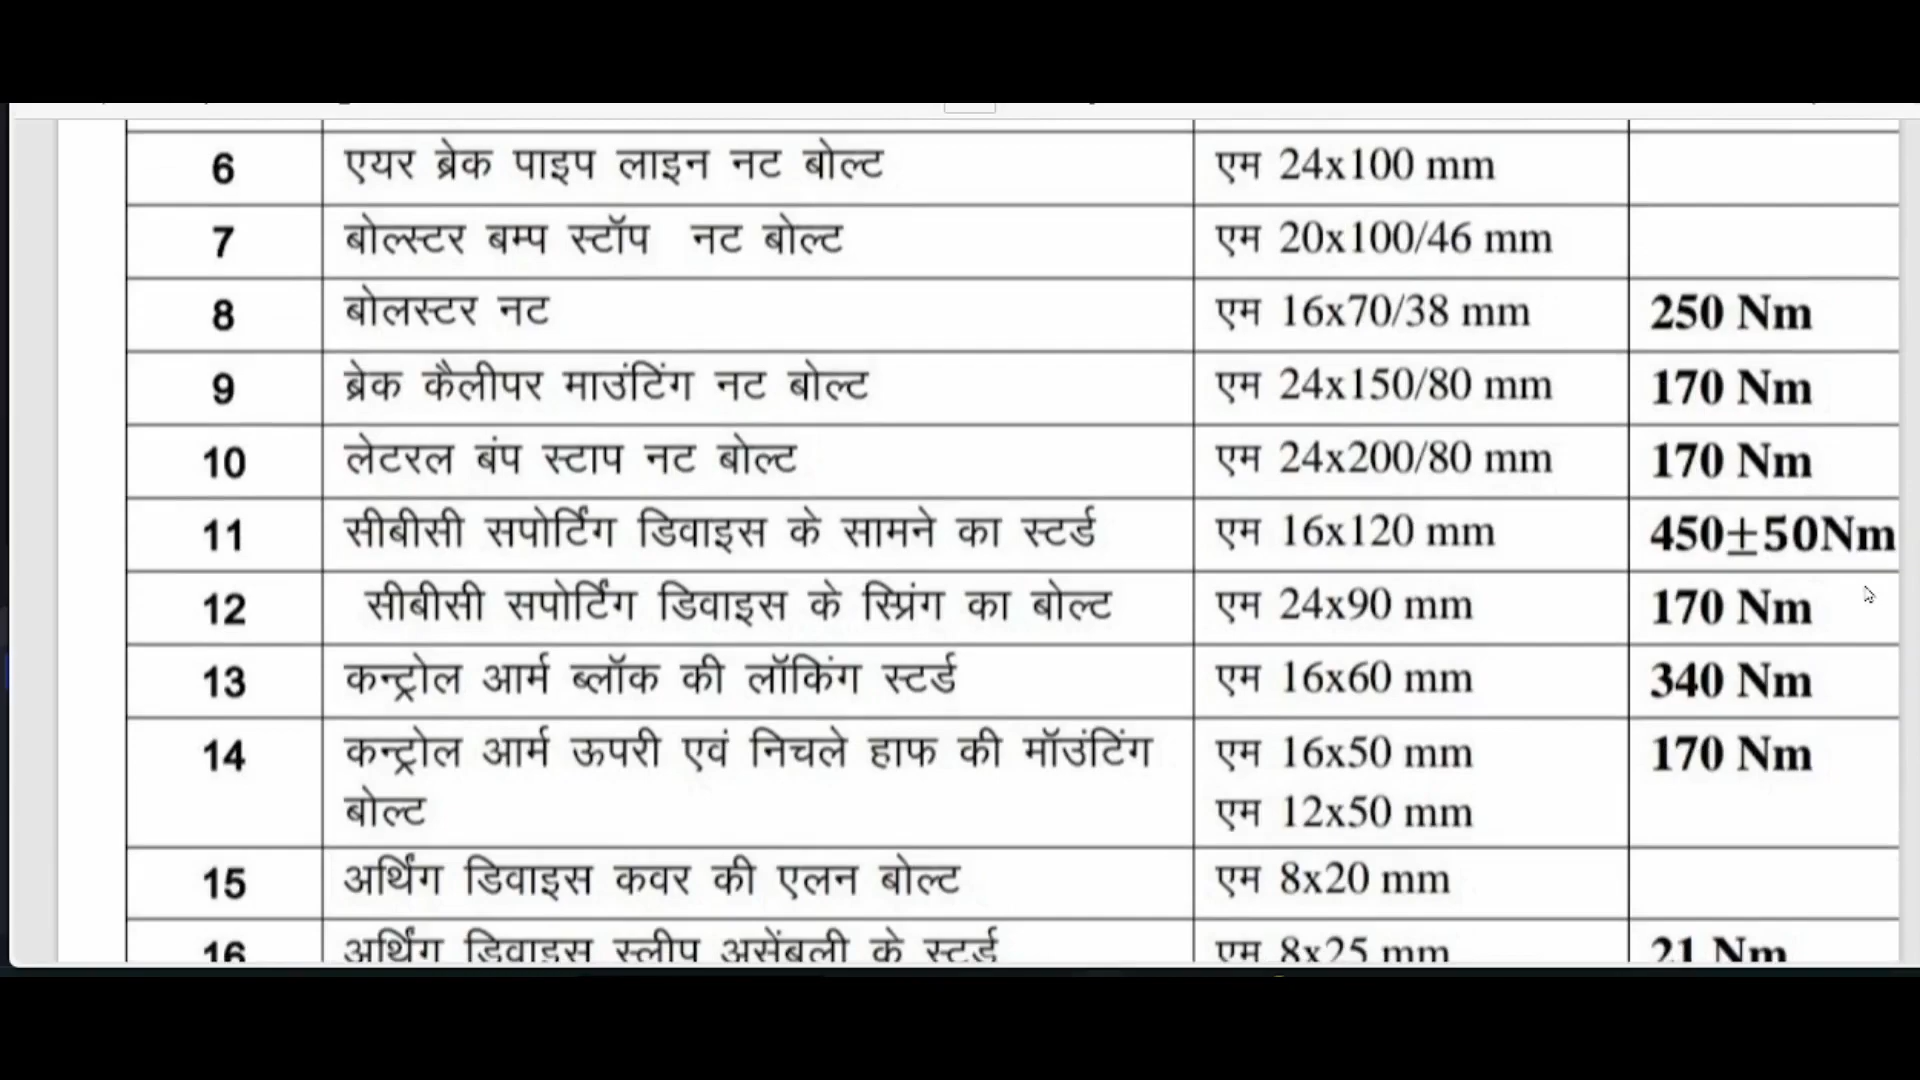 6 एयर ब्रेक पाइप लाइन नट बोल्ट एम 24x100 mm
7 बोल्स्टर बम्प स्टॉप नट बोल्ट एम 20x100/46 mm
8 बोलस्टर नट एम 16x70/38 mm 250 Nm
9 ब्रेक कैलीपर माउंटिंग नट बोल्ट एम 24x150/80 mm 170 Nm
10 लेटरल बंप स्टाप नट बोल्ट एम 24x200/80 mm 170 Nm
11 सीबीसी सपोर्टिंग डिवाइस के सामने का स्टर्ड एम 16x120 mm 450±50Nm
12 सीबीसी सपोर्टिंग डिवाइस के स्प्रिंग का बोल्ट एम 24x90 mm 170 Nm
13 कन्ट्रोल आर्म ब्लॉक की लॉकिंग स्टर्ड एम 16x60 mm 340 Nm
14 कन्ट्रोल आर्म ऊपरी एवं निचले हाफ की मॉउंटिंग एम 16x50 mm 170 Nm
बोल्ट एम 12x50 mm
15 अर्थिंग डिवाइस कवर की एलन बोल्ट एम 8x20 mm
16 अर्थिंग डिवाइस स्लीप असेंबली के स्टर्ड एम 8x25 mm 21 Nm